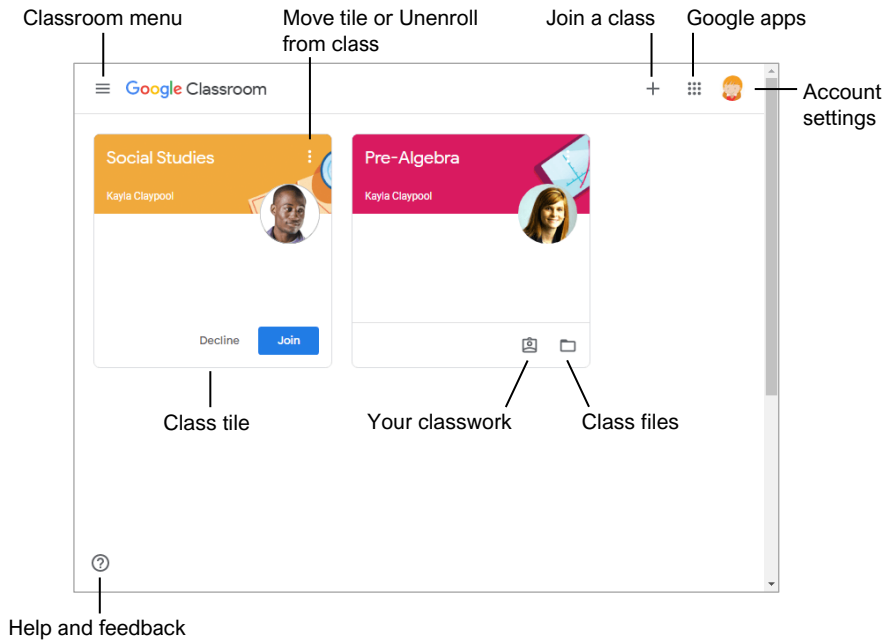 Classroom menu
Move tile or Unenroll
from class
Join a class
Google apps
Google Classroom
Account
settings
Social Studies
Kayla Claypool
Pre-Algebra
Kayla Claypool
Decline
Join
Class tile
Your classwork
Class files
Help and feedback